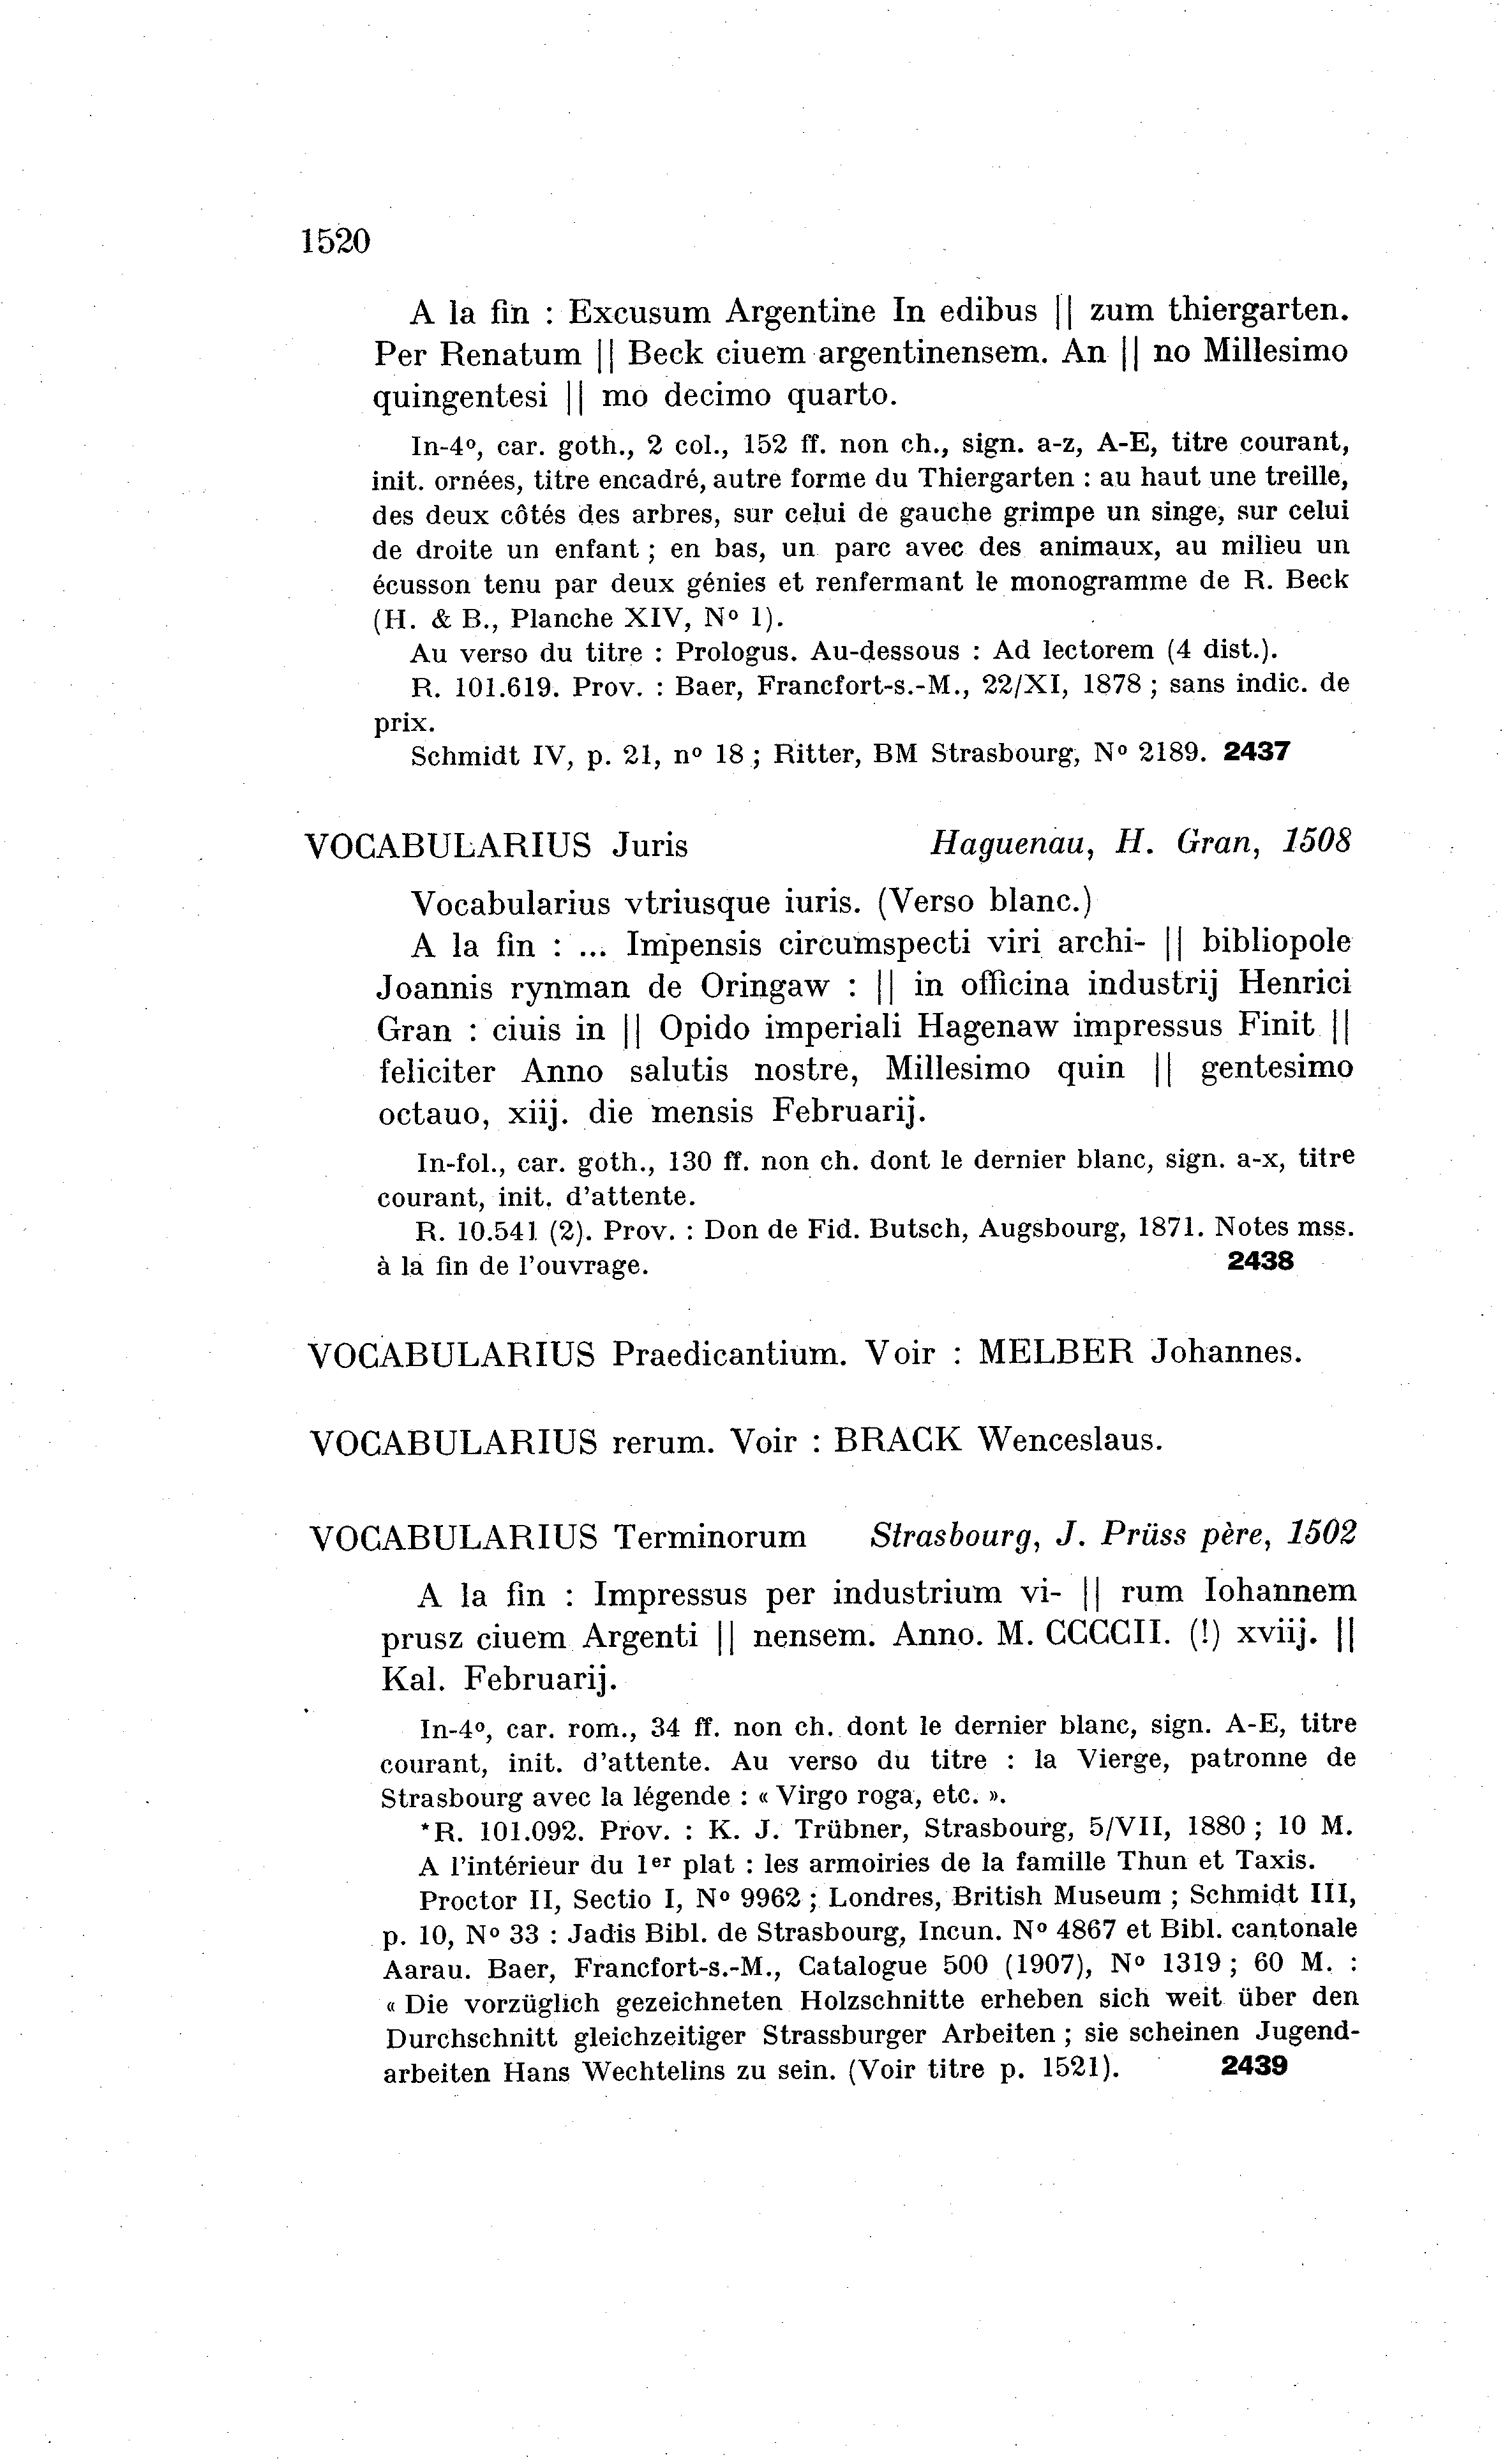 1520
A la fin : Excusum Argentine In edibus || zum thiergarten.
Per Renatum || Beck ciuem argentinensem. An || no Millesimo
quingentesi || mo decimo quarto.
In-4º, car. goth., 2 col., 152 ff. non ch., sign. a-z, A-E, titre courant,
init. ornées, titre encadré, autre forme du Thiergarten : au haut une treille,
des deux côtés des arbres, sur celui de gauche grimpe un singe, sur celui
de droite un enfant ; en bas, un parc avec des animaux, au milieu un
écusson tenu par deux génies et renfermant le monogramme de R. Beck
(H. & B., Planche XIV, Nº 1).
Au verso du titre : Prologus. Au-dessous : Ad lectorem (4 dist.).
R. 101.619. Prov. : Baer, Francfort-s.-M., 22/XI, 1878 ; sans indic. de
prix.
Schmidt IV, p. 21, nº 18 ; Ritter, BM Strasbourg, Nº 2189. 2437
VOCABULARIUS Juris Haguenau, H. Gran, 1508
Vocabularius vtriusque iuris. (Verso blanc.)
A la fin : ... Impensis circumspecti viri archi- || bibliopole
Joannis rynman de Oringaw : || in officina industrij Henrici
Gran : ciuis in || Opido imperiali Hagenaw impressus Finit ||
feliciter Anno salutis nostre, Millesimo quin || gentesimo
octauo, xiij. die mensis Februarij.
In-fol., car. goth., 130 ff. non ch. dont le dernier blanc, sign. a-x, titre
courant, init. d'attente.
R. 10.541 (2). Prov. : Don de Fid. Butsch, Augsbourg, 1871. Notes mss.
à la fin de l'ouvrage. 2438
VOCABULARIUS Praedicantium. Voir : MELBER Johannes.
VOCABULARIUS rerum. Voir : BRACK Wenceslaus.
VOCABULARIUS Terminorum Strasbourg, J. Prüss père, 1502
A la fin : Impressus per industrium vi- || rum Iohannem
prusz ciuem Argenti || nensem. Anno. M. CCCCII. (!) xviij. ||
Kal. Februarij.
In-4º, car. rom., 34 ff. non ch. dont le dernier blanc, sign. A-E, titre
courant, init. d'attente. Au verso du titre : la Vierge, patronne de
Strasbourg avec la légende : « Virgo roga, etc. ».
*R. 101.092. Prov. : K. J. Trübner, Strasbourg, 5/VII, 1880 ; 10 M.
A l'intérieur du 1er plat : les armoiries de la famille Thun et Taxis.
Proctor II, Sectio I, Nº 9962 ; Londres, British Museum ; Schmidt III,
p. 10, Nº 33 : Jadis Bibl. de Strasbourg, Incun. Nº 4867 et Bibl. cantonale
Aarau. Baer, Francfort-s.-M., Catalogue 500 (1907), Nº 1319 ; 60 M. :
« Die vorzüglich gezeichneten Holzschnitte erheben sich weit über den
Durchschnitt gleichzeitiger Strassburger Arbeiten ; sie scheinen Jugend-
arbeiten Hans Wechtelins zu sein. (Voir titre p. 1521). 2439